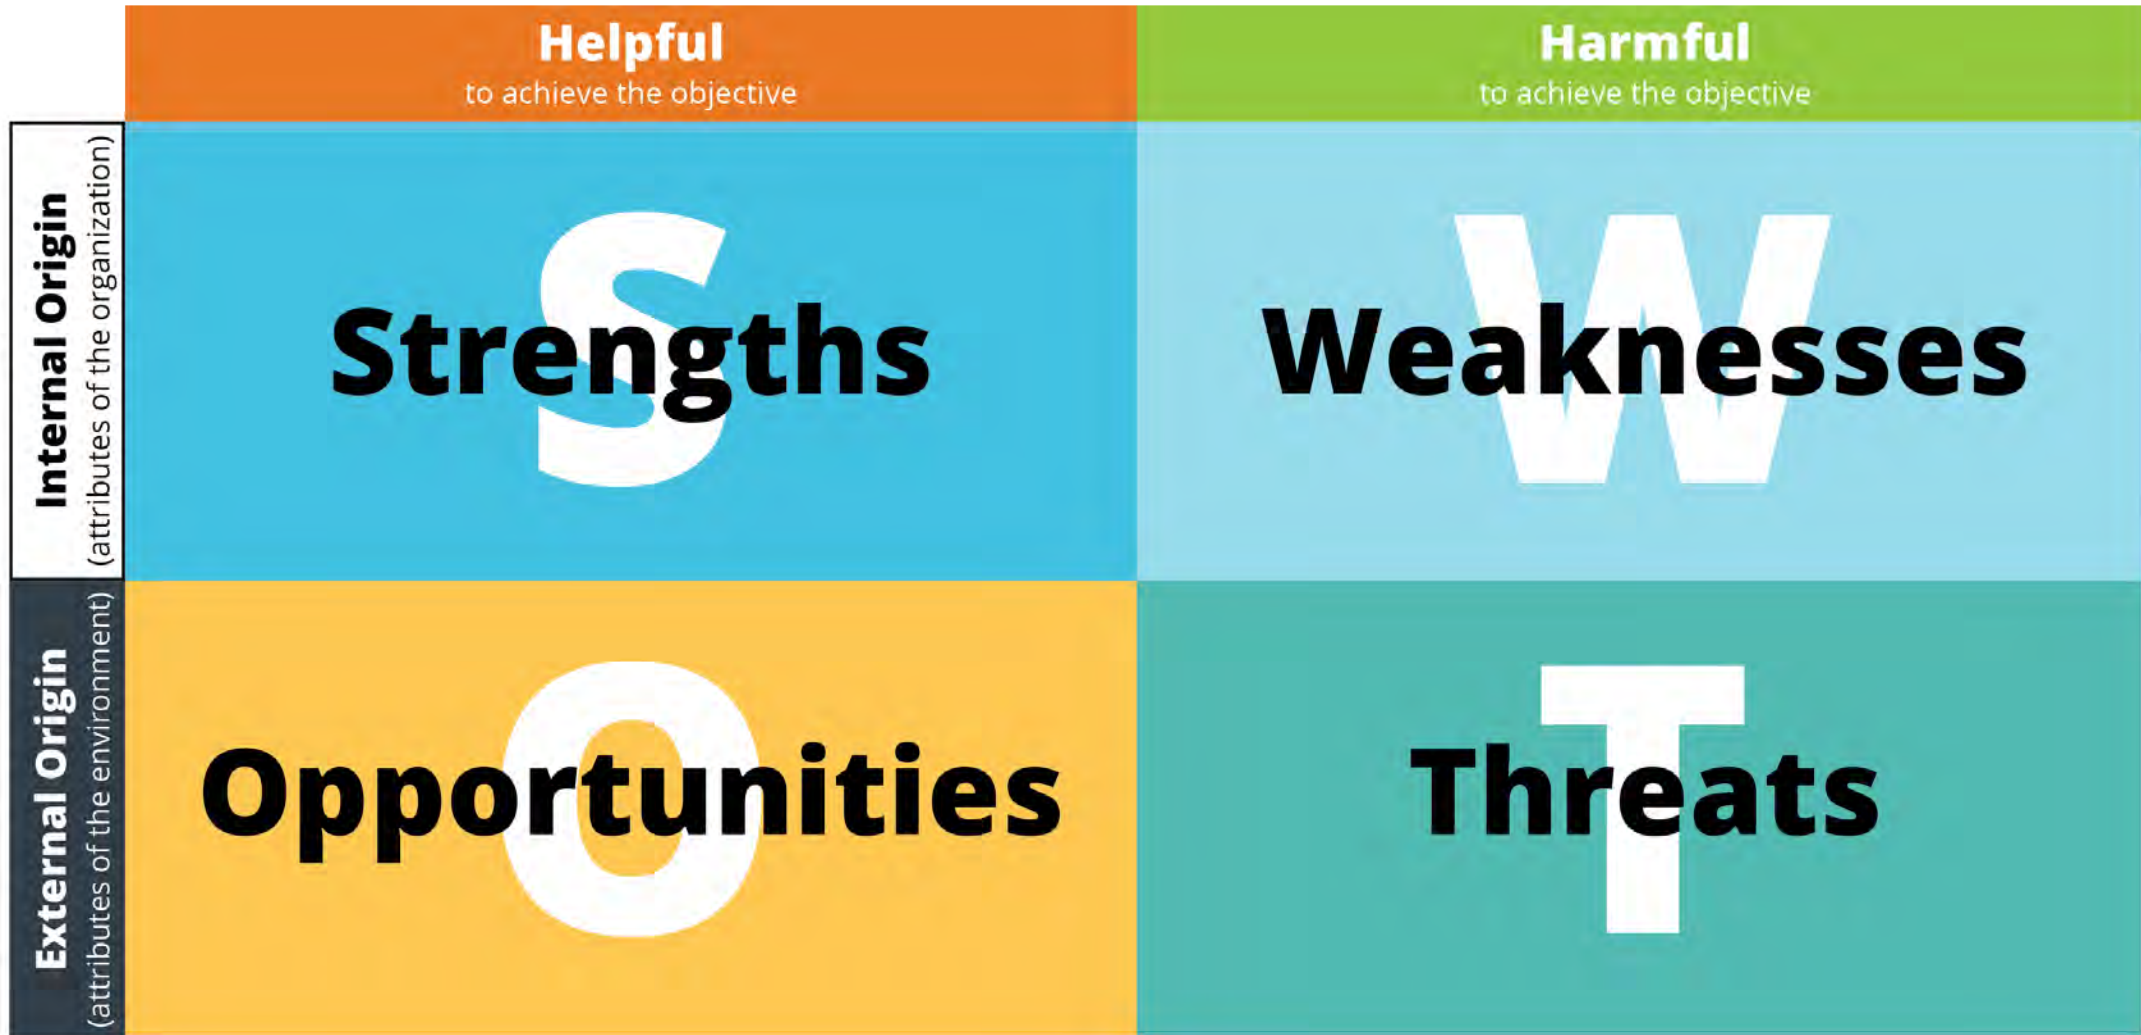 Helpful
to achieve the objective
Harmful
to achieve the objective
Internal Origin
(attributes of the organization)
S
Strengths
W
Weaknesses
External Origin
(attributes of the environment)
O
Opportunities
T
Threats